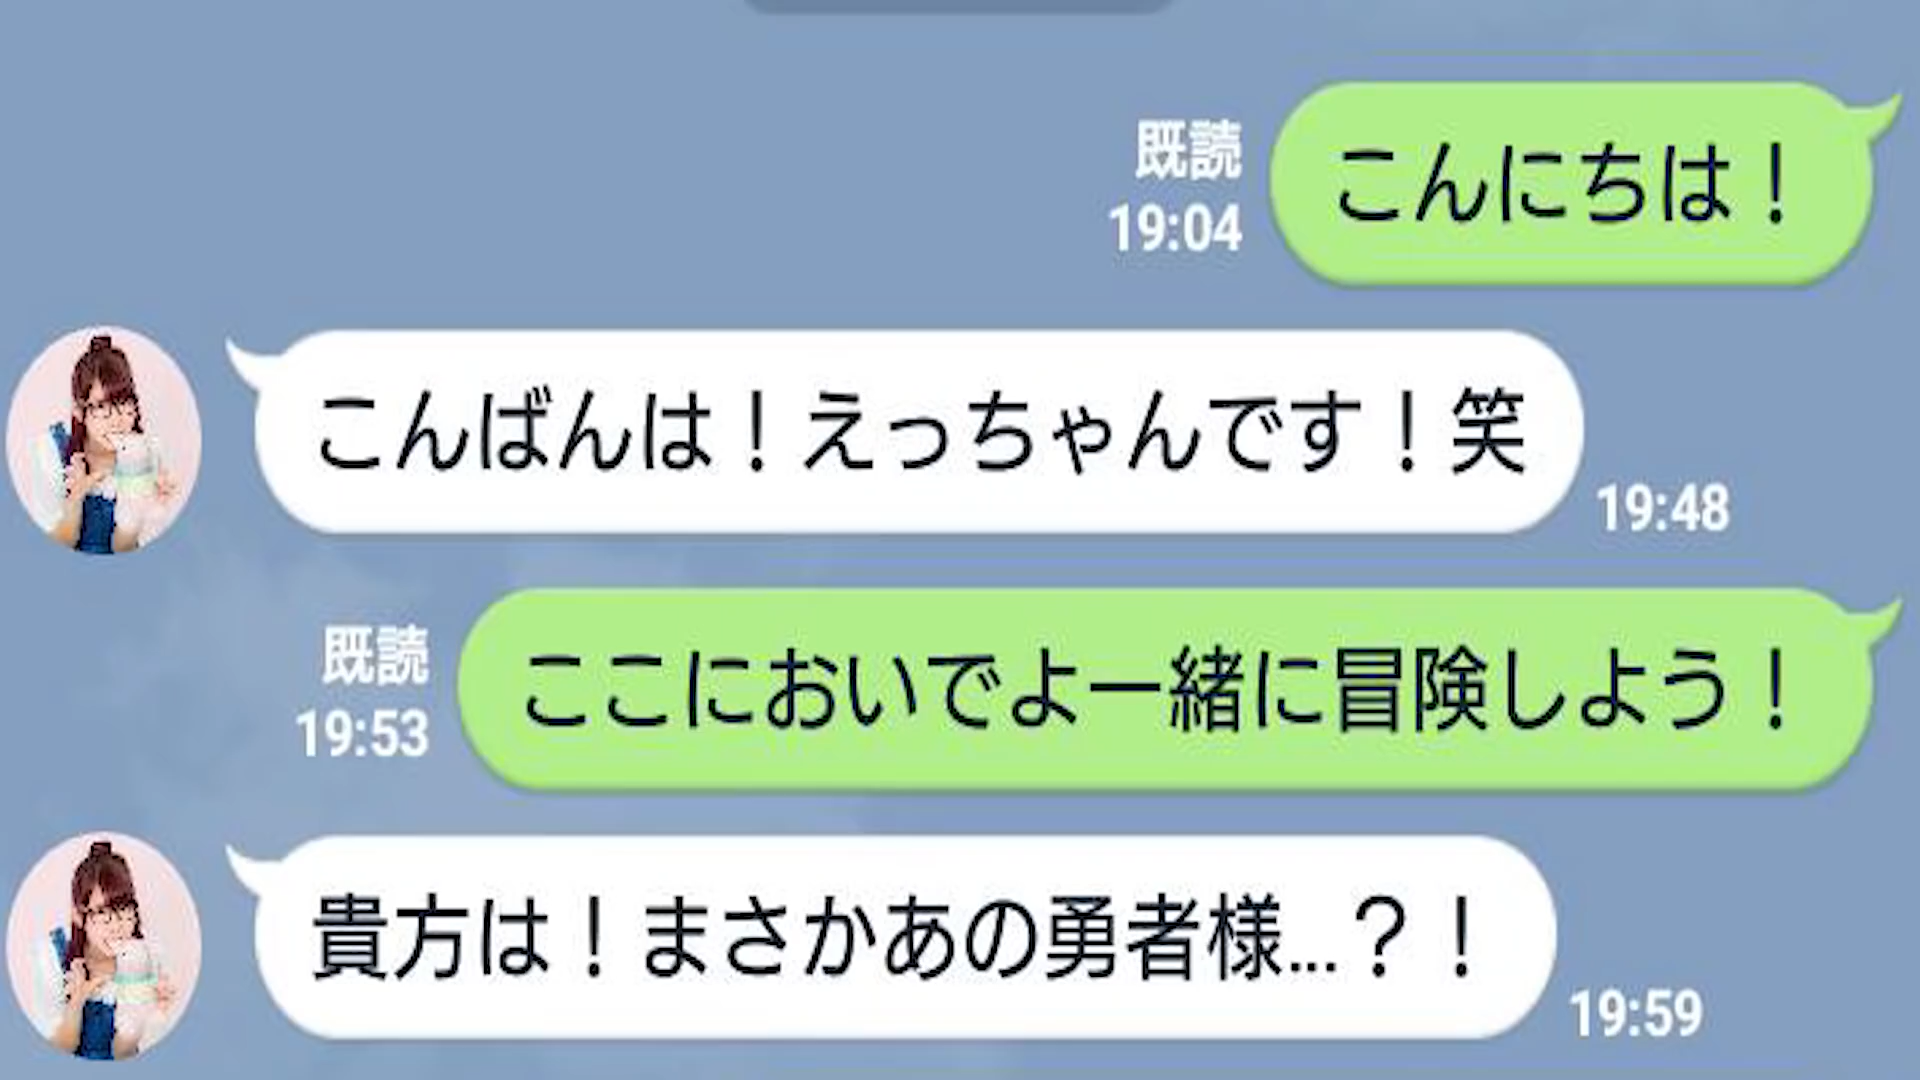 こんにちは！
既読
19:04
こんばんは！えっちゃんです！笑
19:48
ここにおいでよ一緒に冒険しよう！
既読
19:53
貴方は！まさかあの勇者様...？！
19:59